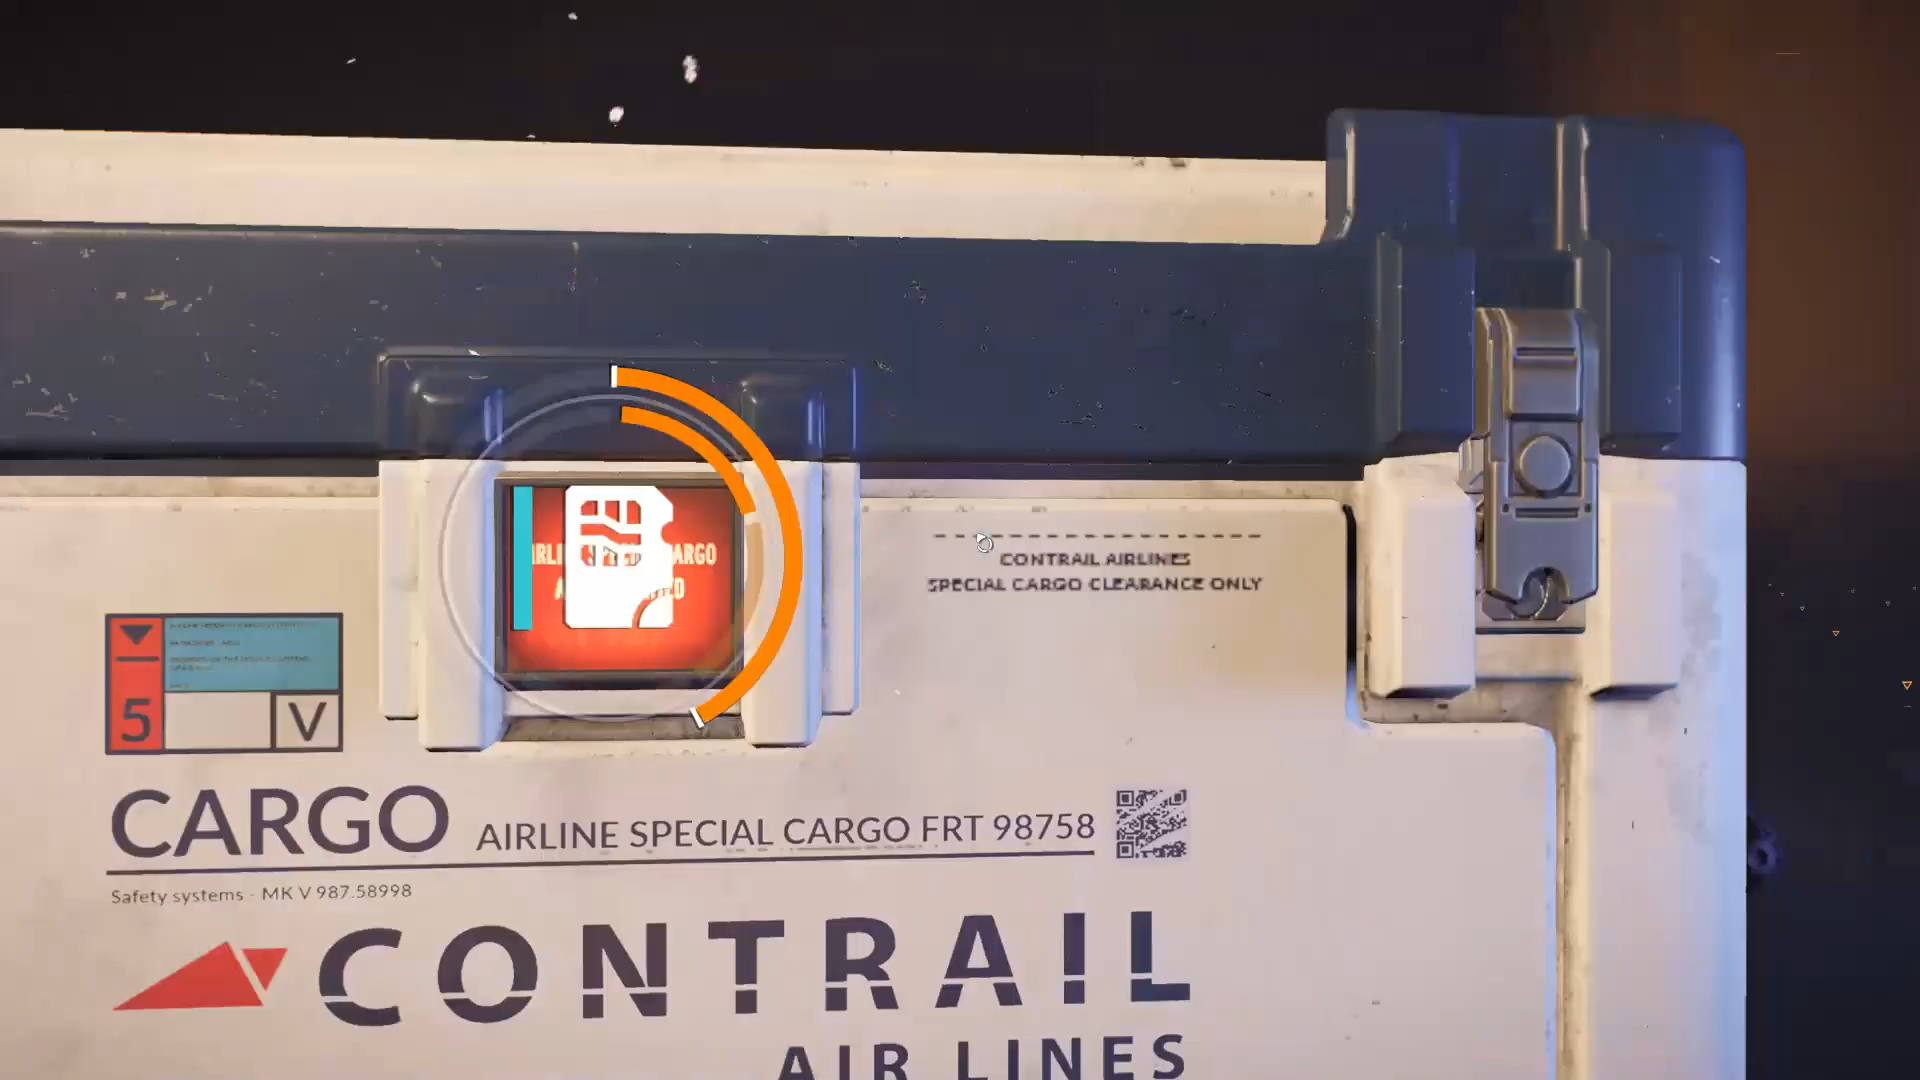 CONTRAIL AIRLINES
SPECIAL CARGO CLEARANCE ONLY
5
V
CARGO
AIRLINE SPECIAL CARGO FRT 98758
Safety systems - MK V 987.58998
CONTRAIL
AIR LINES